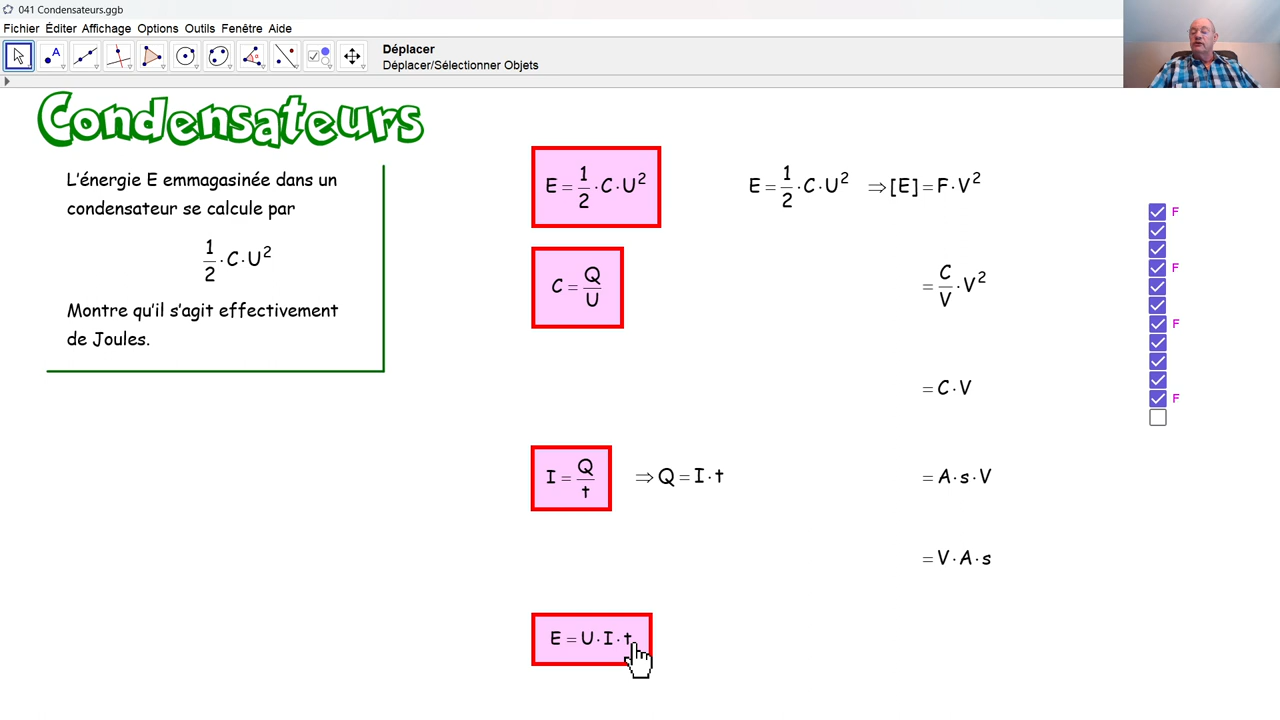 041 Condensateurs.ggb
Fichier Éditer Affichage Options Outils Fenêtre Aide
A
Déplacer
Déplacer/Sélectionner Objets
Condensateurs
L'énergie E emmagasinée dans un
condensateur se calcule par
1/2 · C · U²
Montre qu'il s'agit effectivement
de Joules.
E = 1/2 · C · U²
E = 1/2 · C · U² ⇒ [E] = F · V²
C = Q/U
= C/V · V²
= C · V
I = Q/t
⇒ Q = I · t
= A · s · V
= V · A · s
E = U · I · t
F
F
F
F